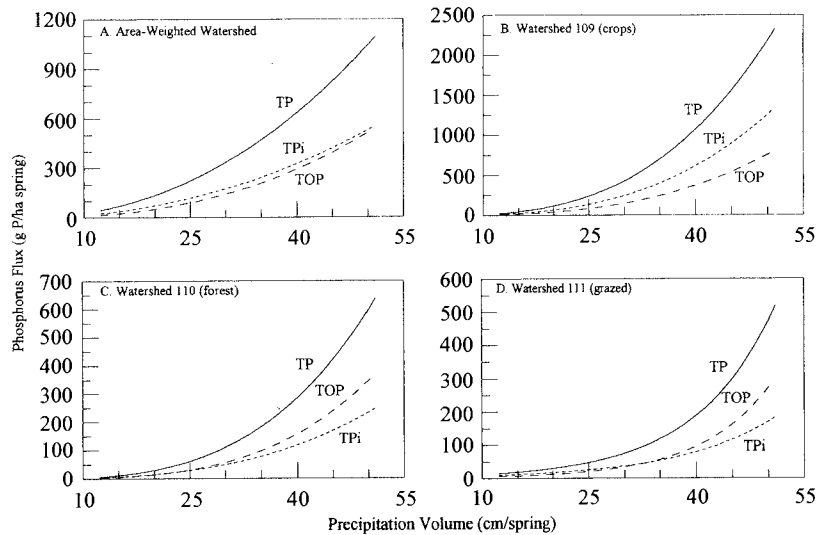 Phosphorus Flux (g P/ha spring)
A. Area-Weighted Watershed
1200
900
600
300
0
TP
TPi
TOP
10
25
40
55
B. Watershed 109 (crops)
2500
2000
1500
1000
500
0
TP
TPi
TOP
10
25
40
55
C. Watershed 110 (forest)
700
600
500
400
300
200
100
0
TP
TOP
TPi
10
25
40
55
D. Watershed 111 (grazed)
600
500
400
300
200
100
0
TP
TOP
TPi
10
25
40
55
Precipitation Volume (cm/spring)